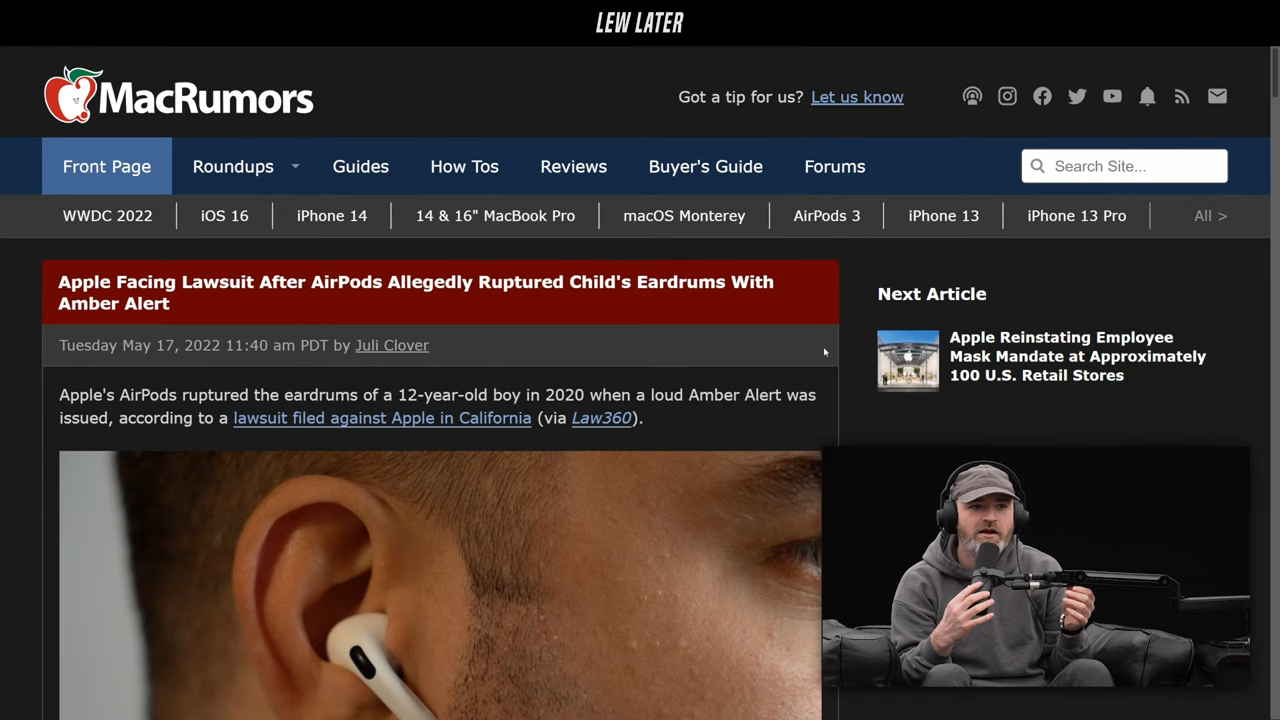 LEW LATER
MacRumors
Got a tip for us? Let us know
Front Page
Roundups
Guides
How Tos
Reviews
Buyer's Guide
Forums
Search Site...
WWDC 2022
iOS 16
iPhone 14
14 & 16" MacBook Pro
macOS Monterey
AirPods 3
iPhone 13
iPhone 13 Pro
All >
Apple Facing Lawsuit After AirPods Allegedly Ruptured Child's Eardrums With
Amber Alert
Tuesday May 17, 2022 11:40 am PDT by Juli Clover
Apple's AirPods ruptured the eardrums of a 12-year-old boy in 2020 when a loud Amber Alert was
issued, according to a lawsuit filed against Apple in California (via Law360).
Next Article
Apple Reinstating Employee
Mask Mandate at Approximately
100 U.S. Retail Stores